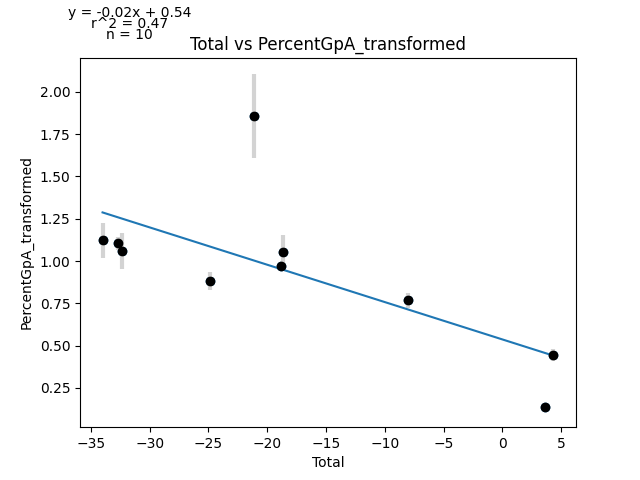 y = -0.02x + 0.54
r^2 = 0.47
n = 10
Total vs PercentGpA_transformed
PercentGpA_transformed
2.00
1.75
1.50
1.25
1.00
0.75
0.50
0.25
−35 −30 −25 −20 −15 −10 −5 0 5
Total